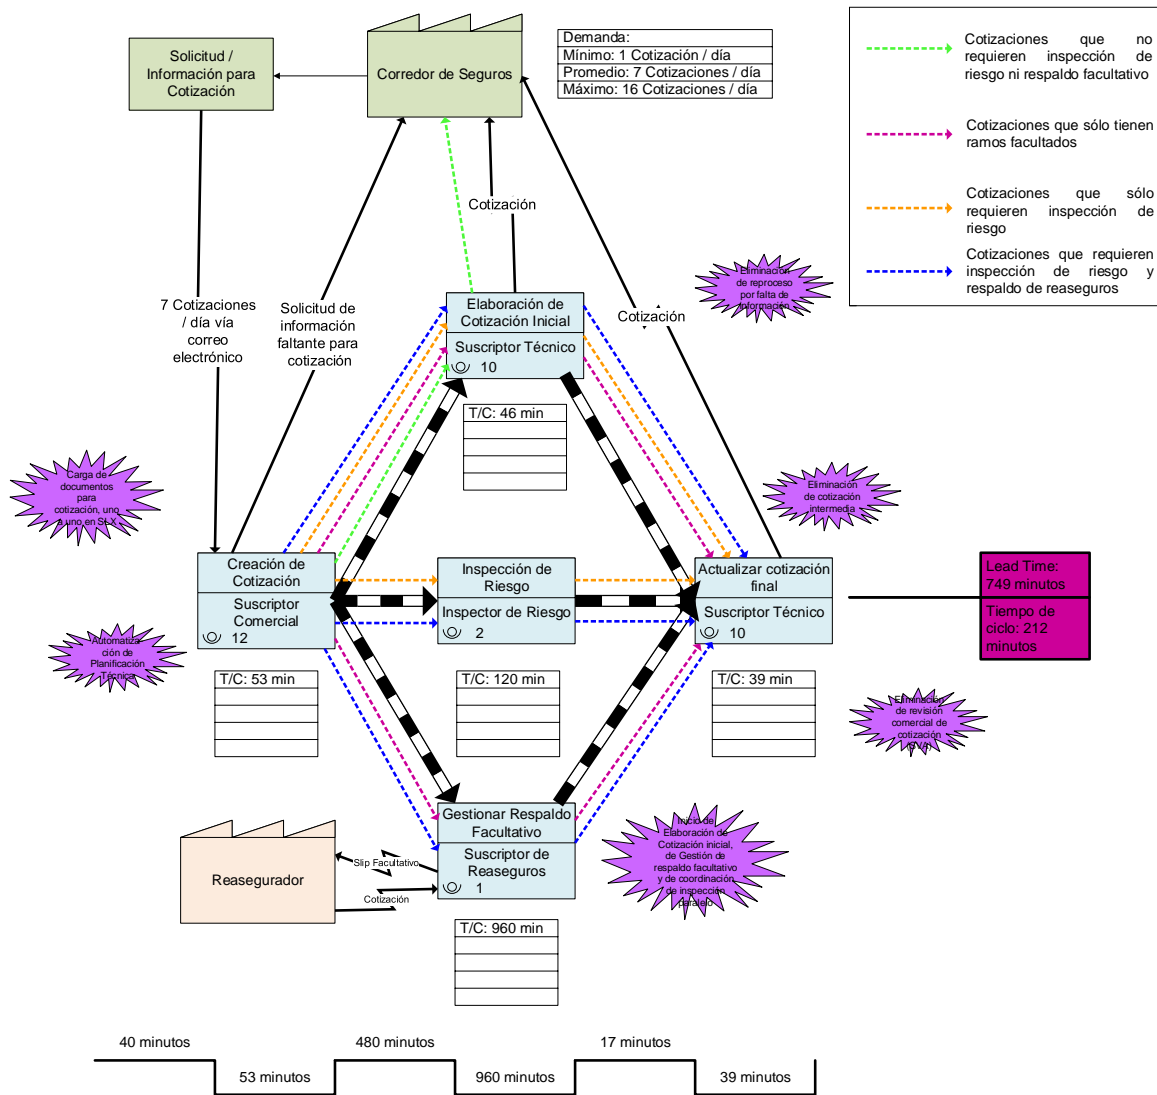 Solicitud /
Información para
Cotización
Corredor de Seguros
Demanda:
Mínimo: 1 Cotización / día
Promedio: 7 Cotizaciones / día
Máximo: 16 Cotizaciones / día
Cotizaciones que no
requieren inspección de
riesgo ni respaldo facultativo
Cotizaciones que sólo tienen
ramos facultados
Cotizaciones que sólo
requieren inspección de
riesgo
Cotizaciones que requieren
inspección de riesgo y
respaldo de reaseguros
Cotización
7 Cotizaciones
/ día vía
correo
electrónico
Solicitud de
información
faltante para
cotización
Elaboración de
Cotización Inicial
Suscriptor Técnico
10
T/C: 46 min
Cotización
Eliminación
de reproceso
por falta de
información
Carga de
documentos
para
cotización, uno
a uno en SLX
Eliminación
de cotización
intermedia
Creación de
Cotización
Suscriptor
Comercial
12
T/C: 53 min
Inspección de
Riesgo
Inspector de Riesgo
2
T/C: 120 min
Actualizar cotización
final
Suscriptor Técnico
10
T/C: 39 min
Lead Time:
749 minutos
Tiempo de
ciclo: 212
minutos
Automatiza
ción de
Planificación
Técnica
Eliminación
de revisión
comercial de
cotización
(SVA)
Gestionar Respaldo
Facultativo
Suscriptor de
Reaseguros
1
T/C: 960 min
Inicio de
Elaboración de
Cotización inicial,
de Gestión de
respaldo facultativo
y de coordinación
de inspección
paralelo
Reasegurador
Slip Facultativo
Cotización
40 minutos
53 minutos
480 minutos
960 minutos
17 minutos
39 minutos